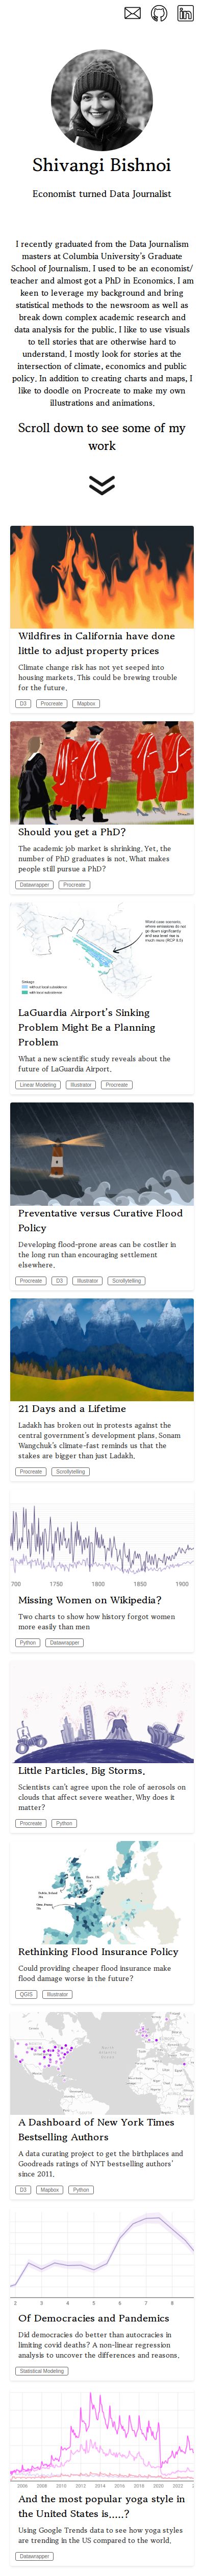 Shivangi Bishnoi
Economist turned Data Journalist
I recently graduated from the Data Journalism
masters at Columbia University's Graduate
School of Journalism. I used to be an economist/
teacher and almost got a PhD in Economics. I am
keen to leverage my background and bring
statistical methods to the newsroom as well as
break down complex academic research and
data analysis for the public. I like to use visuals
to tell stories that are otherwise hard to
understand. I mostly look for stories at the
intersection of climate, economics and public
policy. In addition to creating charts and maps, I
like to doodle on Procreate to make my own
illustrations and animations.
Scroll down to see some of my
work
Wildfires in California have done
little to adjust property prices
Climate change risk has not yet seeped into
housing markets. This could be brewing trouble
for the future.
D3 Procreate Mapbox
Should you get a PhD?
The academic job market is shrinking. Yet, the
number of PhD graduates is not. What makes
people still pursue a PhD?
Datawrapper Procreate
LaGuardia Airport's Sinking
Problem Might Be a Planning
Problem
What a new scientific study reveals about the
future of LaGuardia Airport.
Linear Modeling Illustrator Procreate
Preventative versus Curative Flood
Policy
Developing flood-prone areas can be costlier in
the long run than encouraging settlement
elsewhere.
Procreate D3 Illustrator Scrollytelling
21 Days and a Lifetime
Ladakh has broken out in protests against the
central government's development plans. Sonam
Wangchuk's climate-fast reminds us that the
stakes are bigger than just Ladakh.
Procreate Scrollytelling
700 1750 1800 1850 1900
Missing Women on Wikipedia?
Two charts to show how history forgot women
more easily than men
Python Datawrapper
Little Particles, Big Storms.
Scientists can't agree upon the role of aerosols on
clouds that affect severe weather. Why does it
matter?
Procreate Python
Rethinking Flood Insurance Policy
Could providing cheaper flood insurance make
flood damage worse in the future?
QGIS Illustrator
A Dashboard of New York Times
Bestselling Authors
A data curating project to get the birthplaces and
Goodreads ratings of NYT bestselling authors'
since 2011.
D3 Mapbox Python
2 3 4 5 6 7 8
Of Democracies and Pandemics
Did democracies do better than autocracies in
limiting covid deaths? A non-linear regression
analysis to uncover the differences and reasons.
Statistical Modeling
2006 2008 2010 2012 2014 2016 2018 2020 2022
And the most popular yoga style in
the United States is.....?
Using Google Trends data to see how yoga styles
are trending in the US compared to the world.
Datawrapper